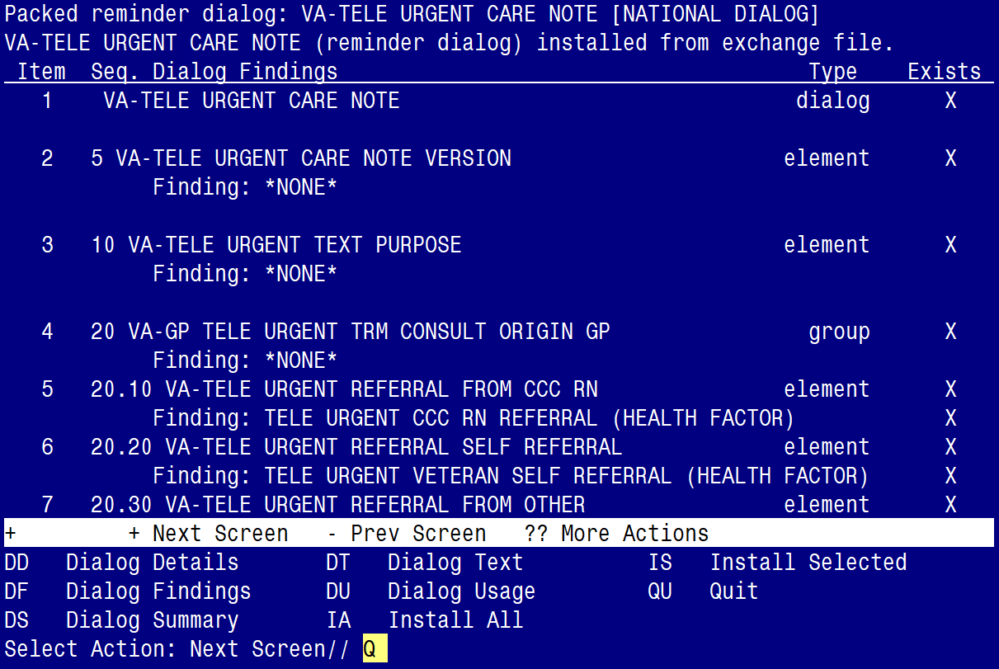 Packed reminder dialog: VA-TELE URGENT CARE NOTE [NATIONAL DIALOG]
VA-TELE URGENT CARE NOTE (reminder dialog) installed from exchange file.
Item  Seq. Dialog Findings                                      Type    Exists
1     VA-TELE URGENT CARE NOTE                               dialog      X
2   5 VA-TELE URGENT CARE NOTE VERSION                      element      X
Finding: *NONE*
3   10 VA-TELE URGENT TEXT PURPOSE                          element      X
Finding: *NONE*
4   20 VA-GP TELE URGENT TRM CONSULT ORIGIN GP                group      X
Finding: *NONE*
5   20.10 VA-TELE URGENT REFERRAL FROM CCC RN               element      X
Finding: TELE URGENT CCC RN REFERRAL (HEALTH FACTOR)             X
6   20.20 VA-TELE URGENT REFERRAL SELF REFERRAL             element      X
Finding: TELE URGENT VETERAN SELF REFERRAL (HEALTH FACTOR)       X
7   20.30 VA-TELE URGENT REFERRAL FROM OTHER                element      X
+         + Next Screen   - Prev Screen   ?? More Actions
DD   Dialog Details       DT   Dialog Text          IS   Install Selected
DF   Dialog Findings      DU   Dialog Usage         QU   Quit
DS   Dialog Summary       IA   Install All
Select Action: Next Screen// Q